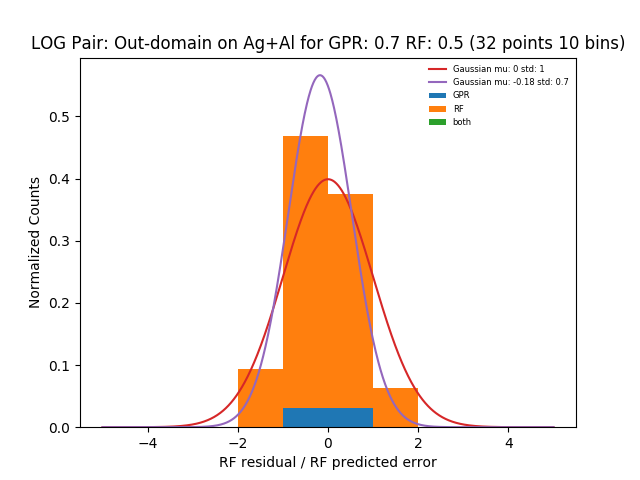 LOG Pair: Out-domain on Ag+Al for GPR: 0.7 RF: 0.5 (32 points 10 bins)
Gaussian mu: 0 std: 1
Gaussian mu: -0.18 std: 0.7
GPR
RF
both
Normalized Counts
0.5
0.4
0.3
0.2
0.1
0.0
−4 −2 0 2 4
RF residual / RF predicted error